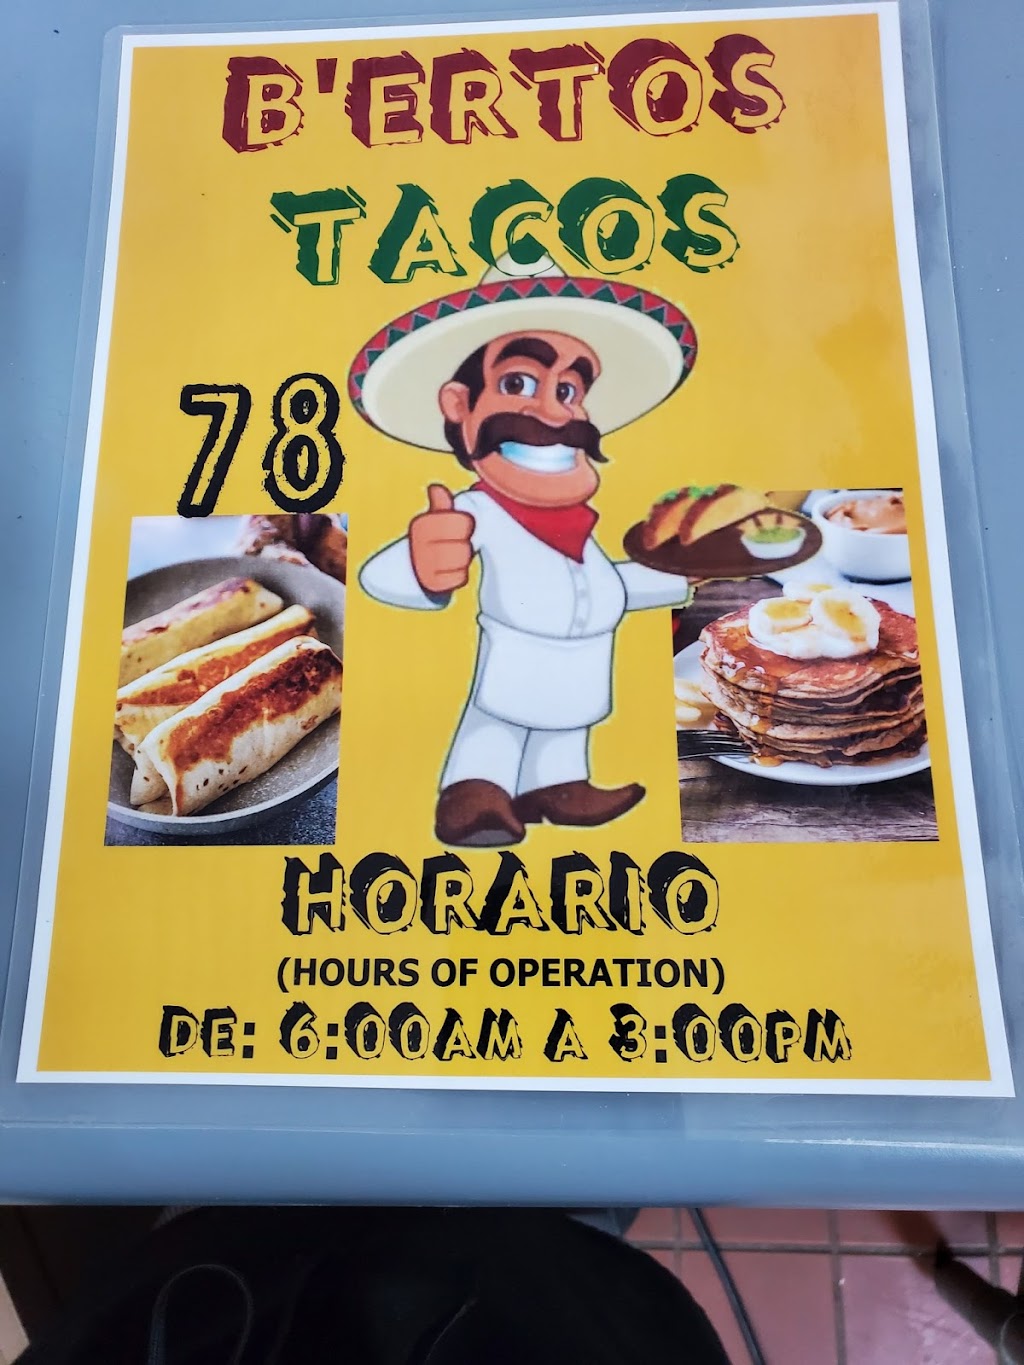 B'ERTOS
TACOS
78
HORARIO
(HOURS OF OPERATION)
DE: 6:00AM A 3:00PM